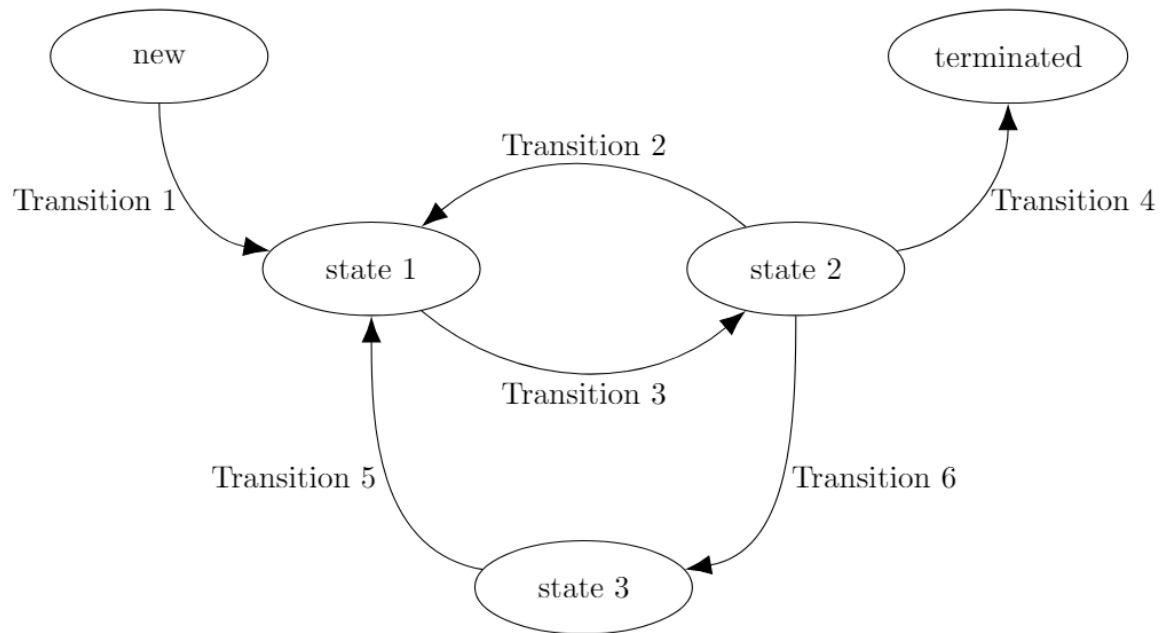 new
terminated
Transition 2
Transition 1
Transition 4
state 1
state 2
Transition 3
Transition 5
Transition 6
state 3